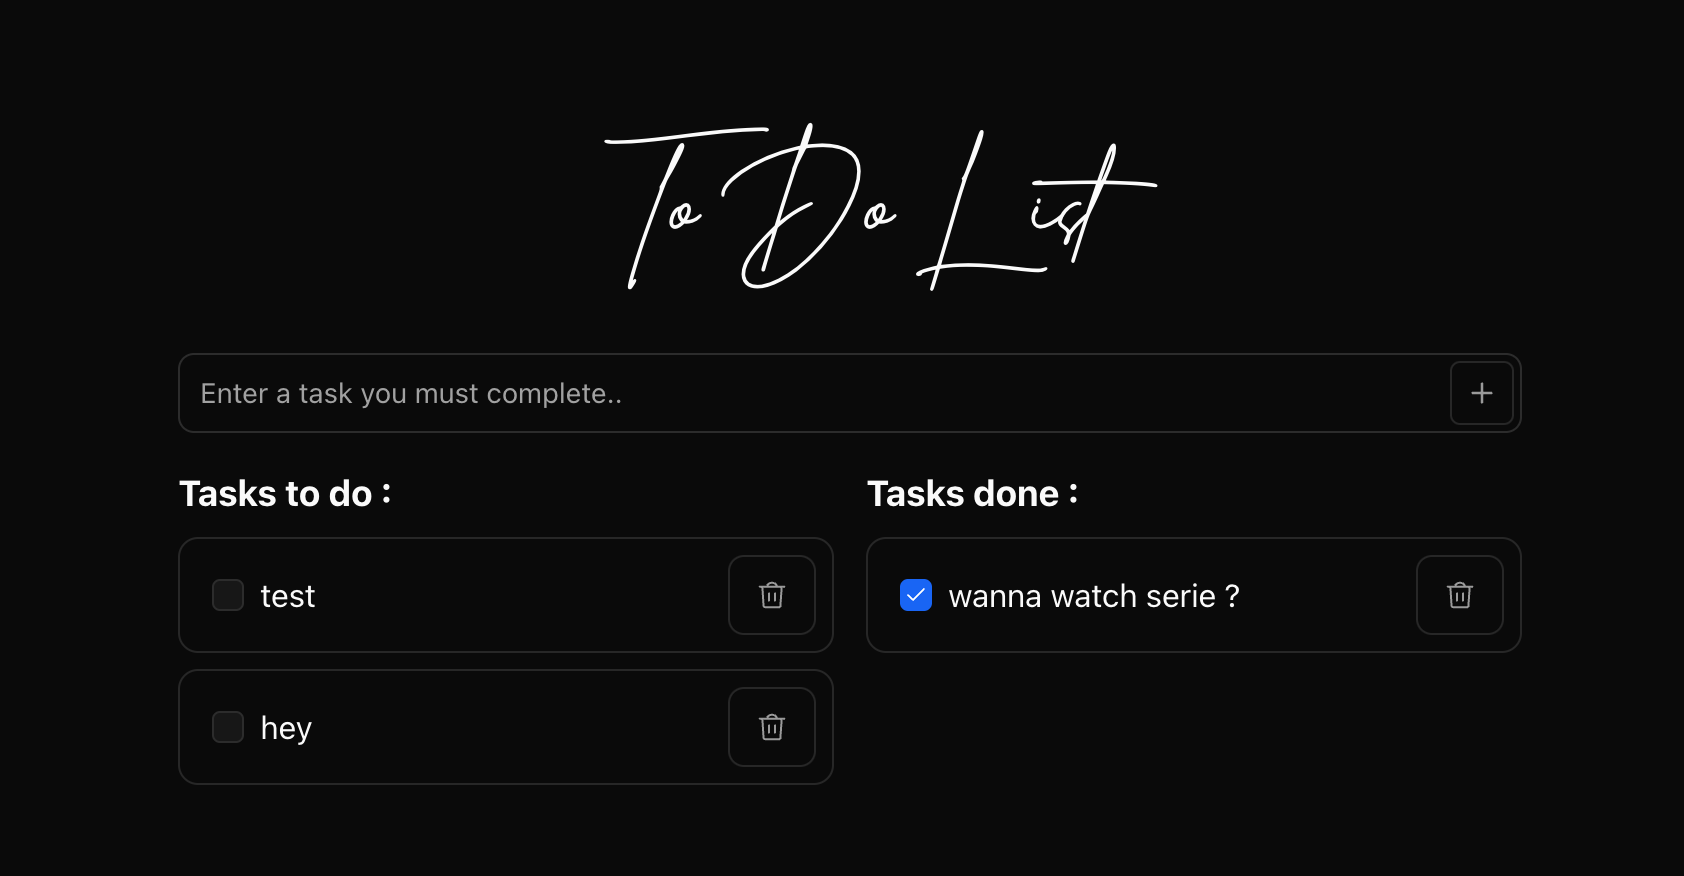 To Do List
Enter a task you must complete..
Tasks to do :
test
hey
Tasks done :
wanna watch serie ?